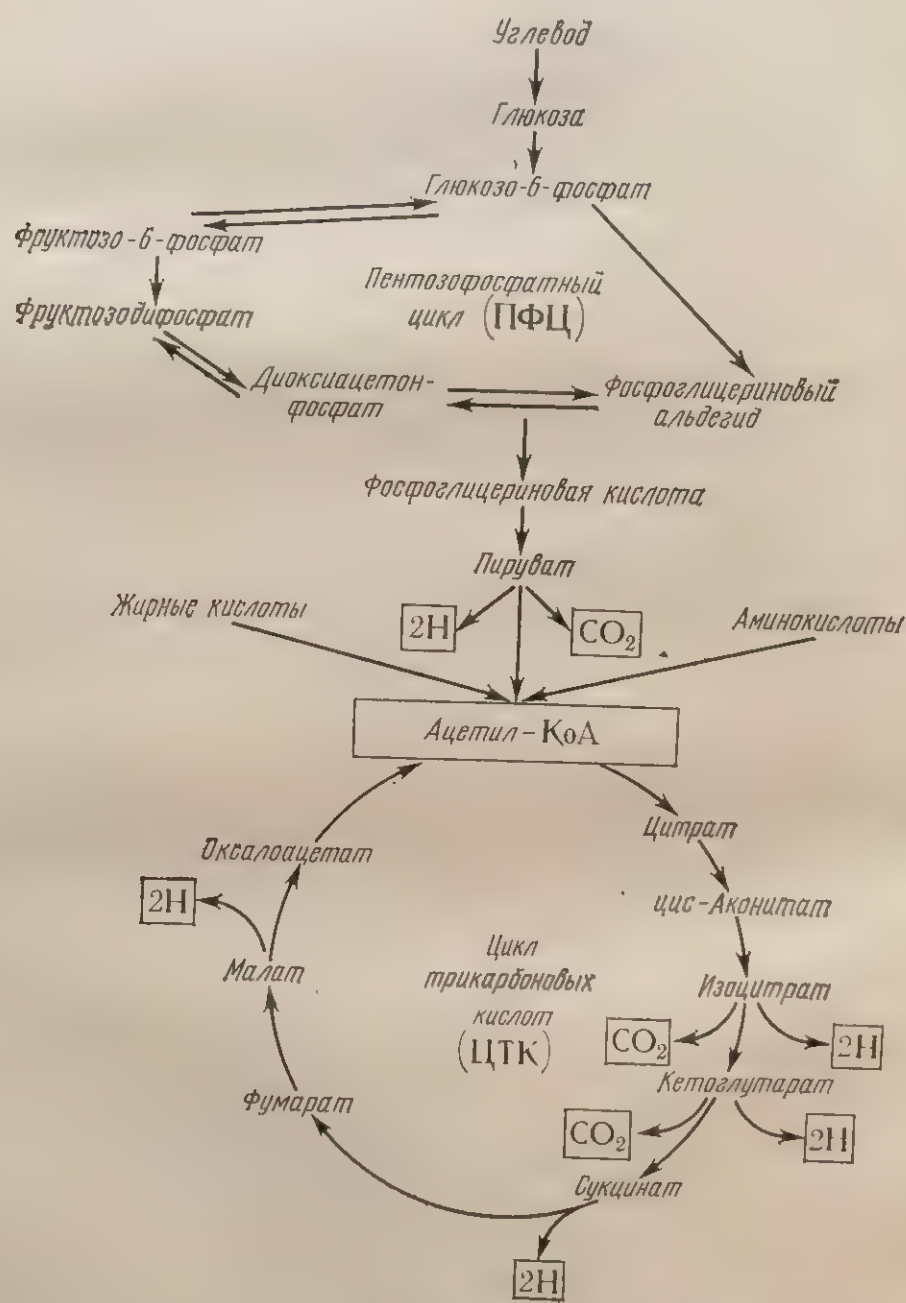 Углевод
Глюкоза
Глюкозо-6-фосфат
Фруктозо-6-фосфат
Пентозофосфатный
цикл (ПФЦ)
Фруктозодифосфат
Диоксиацетон-
фосфат
Фосфоглицериновый
альдегид
Фосфоглицериновая кислота
Пируват
Жирные кислоты
2H
CO₂
Аминокислоты
Ацетил-КоА
Цитрат
Оксалоацетат
2H
цис-Аконитат
Малат
Цикл
трикарбоновых
кислот
(ЦТК)
Изоцитрат
CO₂
2H
Кетоглутарат
Фумарат
CO₂
2H
Сукцинат
2H